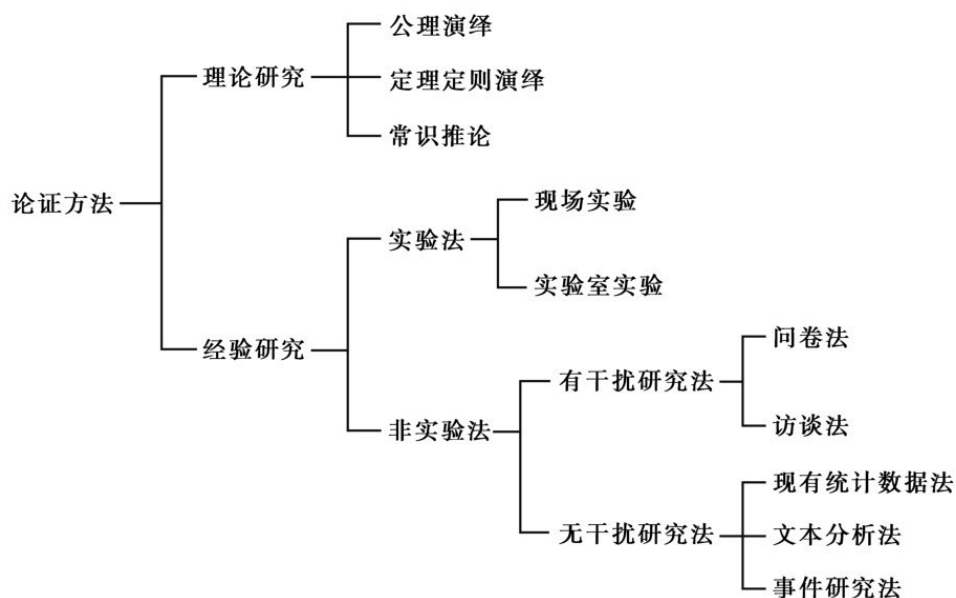 论证方法
理论研究
公理演绎
定理定则演绎
常识推论
经验研究
实验法
现场实验
实验室实验
非实验法
有干扰研究法
问卷法
访谈法
无干扰研究法
现有统计数据法
文本分析法
事件研究法